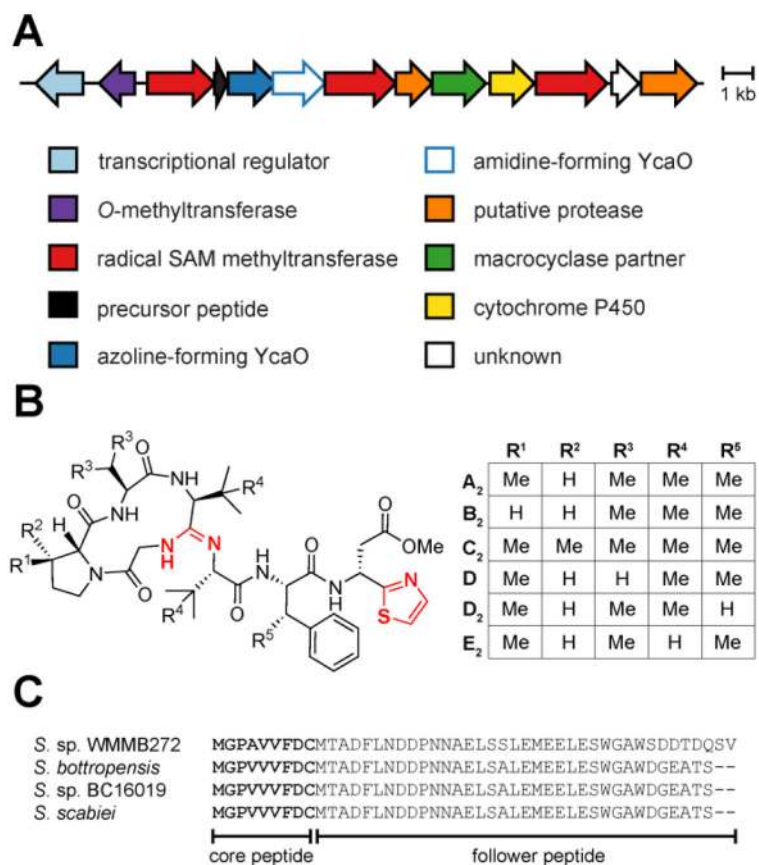 A
1 kb
transcriptional regulator
amidine-forming YcaO
O-methyltransferase
putative protease
radical SAM methyltransferase
macrocyclase partner
precursor peptide
cytochrome P450
azoline-forming YcaO
unknown
B
R³
R³
O
H
N
R⁴
O
NH
R²
H
O
R¹
N
N
H
N
O
R⁴
O
H
N
R⁵
O
N
H
O
OMe
N
S
R¹ R² R³ R⁴ R⁵
A₂ Me H Me Me Me
B₂ H H Me Me Me
C₂ Me Me Me Me Me
D Me H H Me Me
D₂ Me H Me Me H
E₂ Me H Me H Me
C
S. sp. WMMB272 MGPAVVFDCMTADFLNDDPNNAELSSLEMEELESWGAWSDDTDQSV
S. bottropensis MGPVVVFDCMTADFLNDDPNNAELSALEMEELESWGAWDGEATS--
S. sp. BC16019 MGPVVVFDCMTADFLNDDPNNAELSALEMEELESWGAWDGEATS--
S. scabiei MGPVVVFDCMTADFLNDDPNNAELSALEMEELESWGAWDGEATS--
core peptide follower peptide